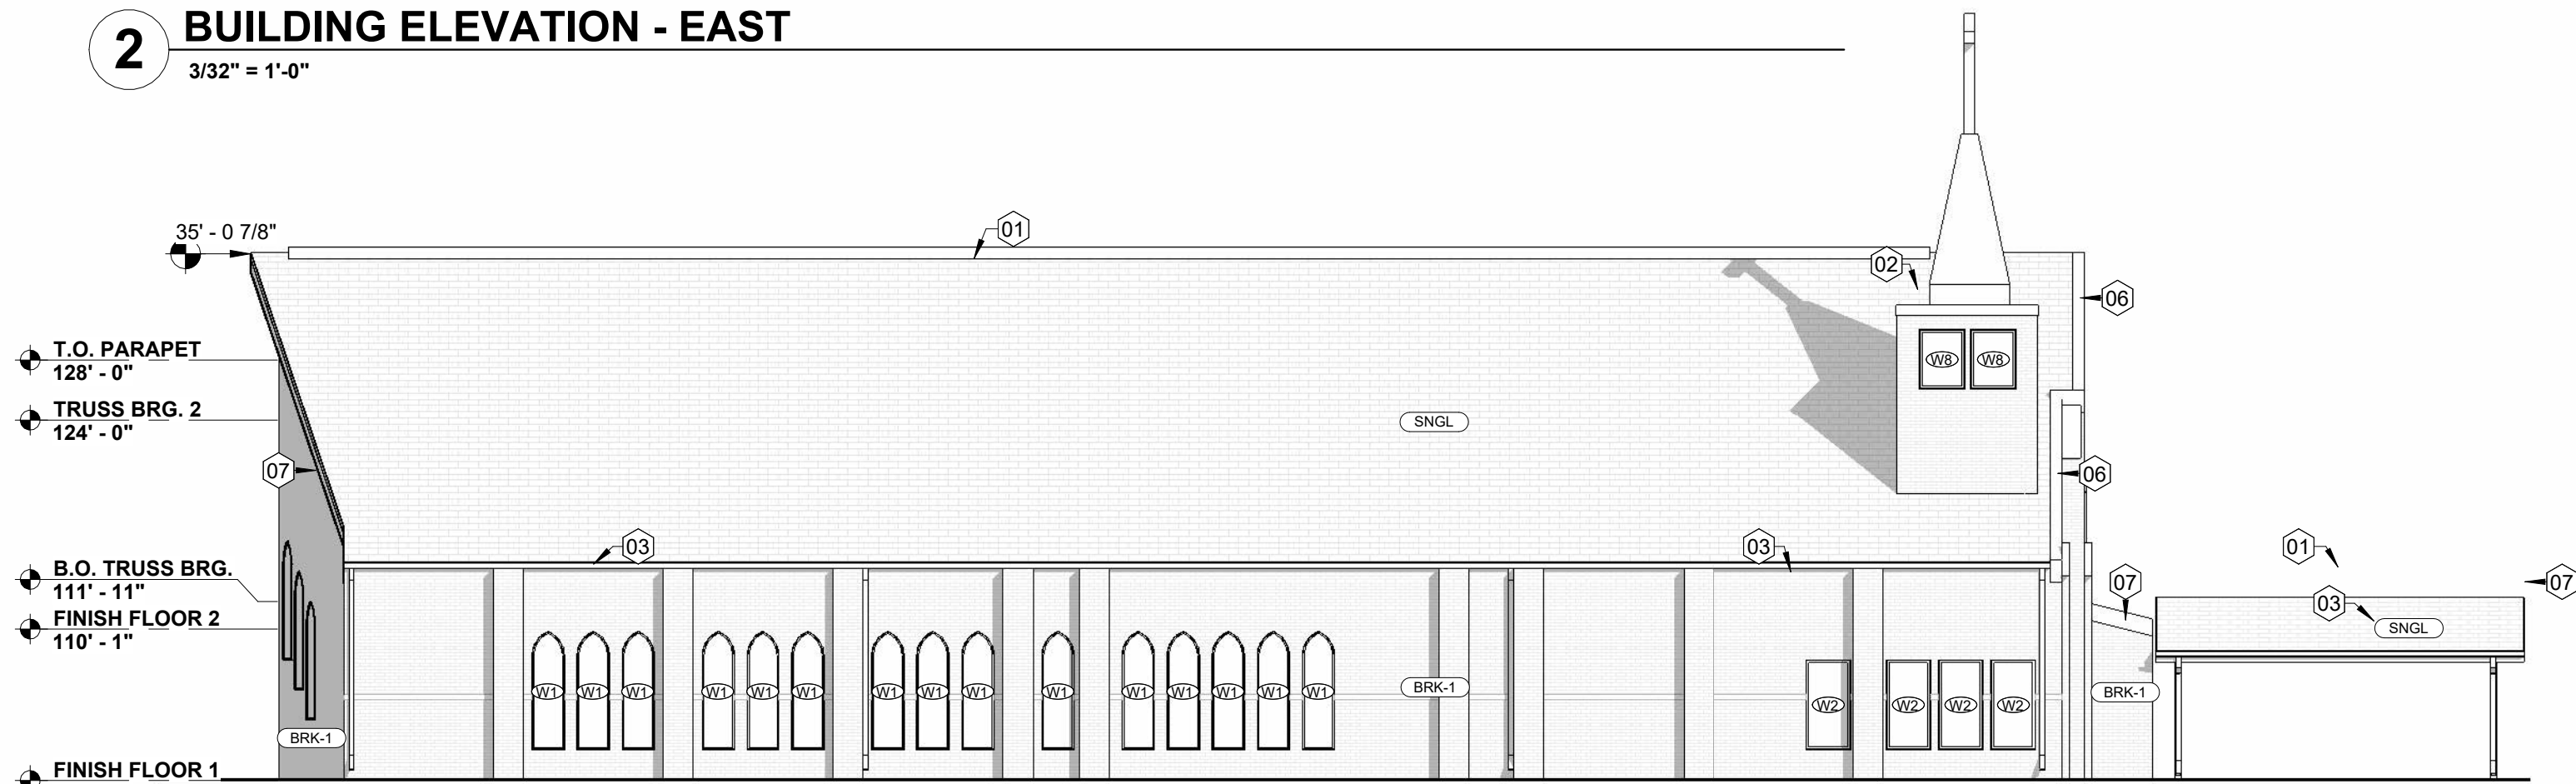 2
BUILDING ELEVATION - EAST
3/32" = 1'-0"
35' - 0 7/8"
01
02
06
T.O. PARAPET
128' - 0"
W8 W8
TRUSS BRG. 2
124' - 0"
SNGL
07
06
03
03
01
B.O. TRUSS BRG.
111' - 11"
07
07
03
FINISH FLOOR 2
110' - 1"
SNGL
W1 W1 W1 W1 W1 W1 W1 W1 W1 W1 W1 W1 W1 W1 W1
BRK-1
BRK-1
W2 W2 W2 W2
BRK-1
FINISH FLOOR 1